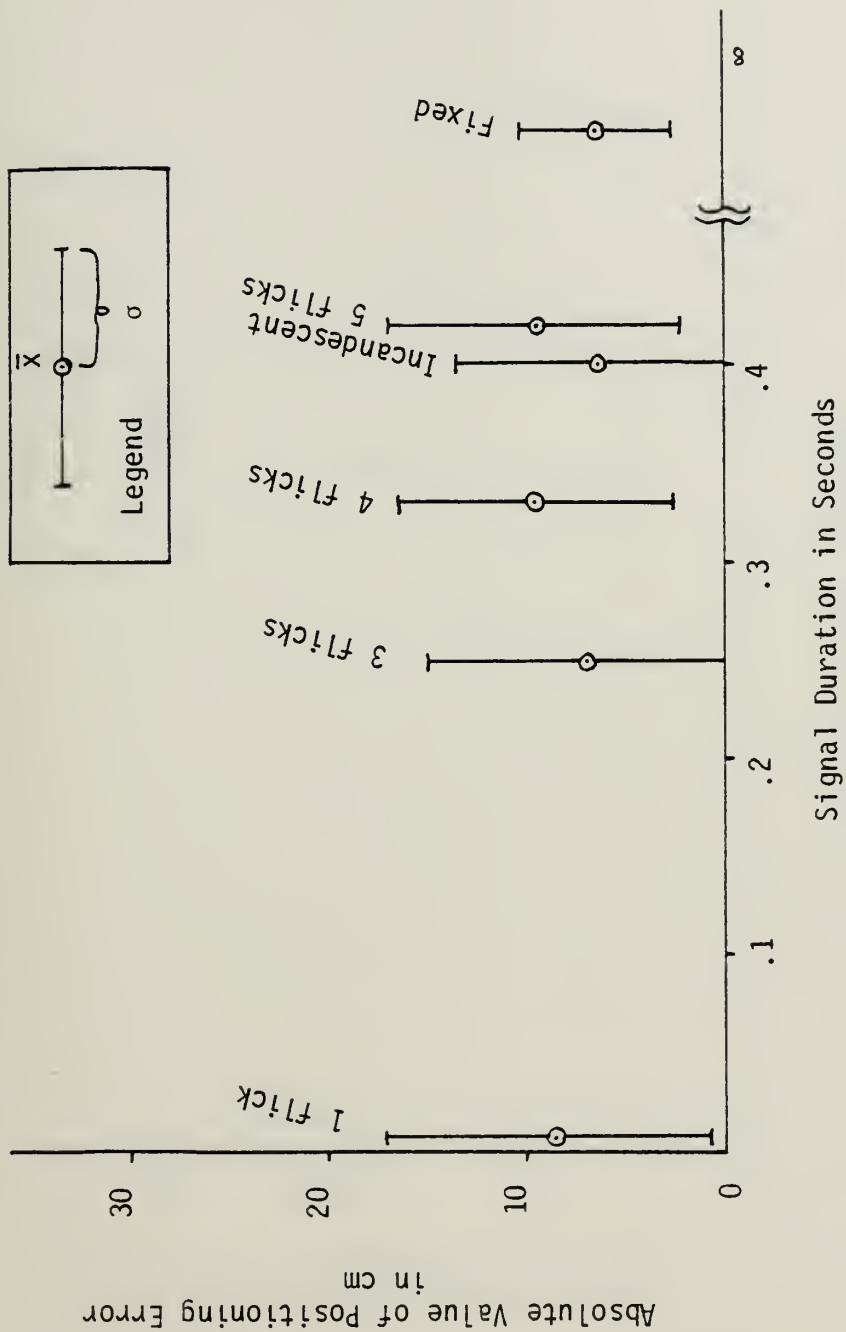 Absolute Value of Positioning Error
in cm
30
20
10
0
.1
.2
.3
.4
∞
Signal Duration in Seconds
1 flick
3 flicks
4 flicks
Incandescent
5 flicks
Fixed
X̄
σ
Legend